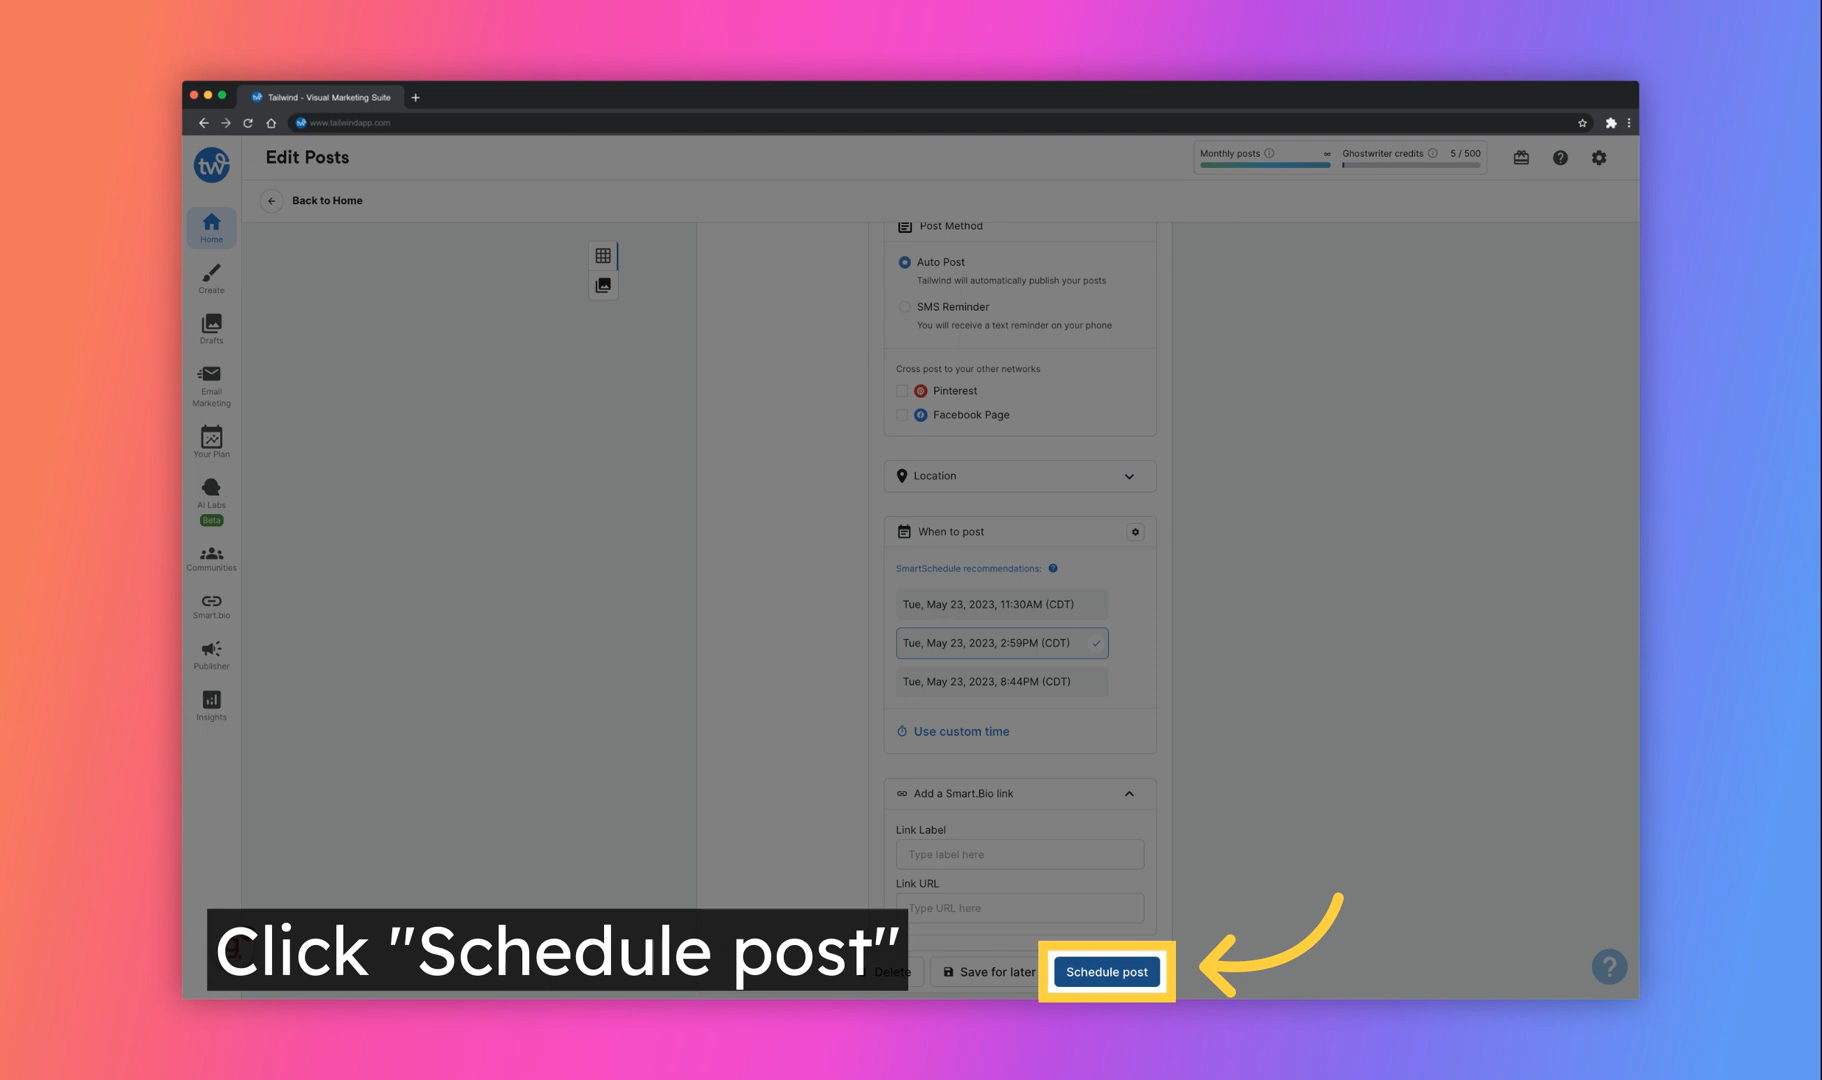 Tailwind - Visual Marketing Suite
www.tailwindapp.com
tw
Edit Posts
Monthly posts ∞
Ghostwriter credits 5 / 500
Back to Home
Home
Create
Drafts
Email
Marketing
Your Plan
AI Labs
Beta
Communities
Smart.bio
Publisher
Insights
Post Method
Auto Post
Tailwind will automatically publish your posts
SMS Reminder
You will receive a text reminder on your phone
Cross post to your other networks
Pinterest
Facebook Page
Location
When to post
SmartSchedule recommendations:
Tue, May 23, 2023, 11:30AM (CDT)
Tue, May 23, 2023, 2:59PM (CDT)
Tue, May 23, 2023, 8:44PM (CDT)
Use custom time
Add a Smart.Bio link
Link Label
Type label here
Link URL
Type URL here
Click "Schedule post"
Delete
Save for later
Schedule post
?